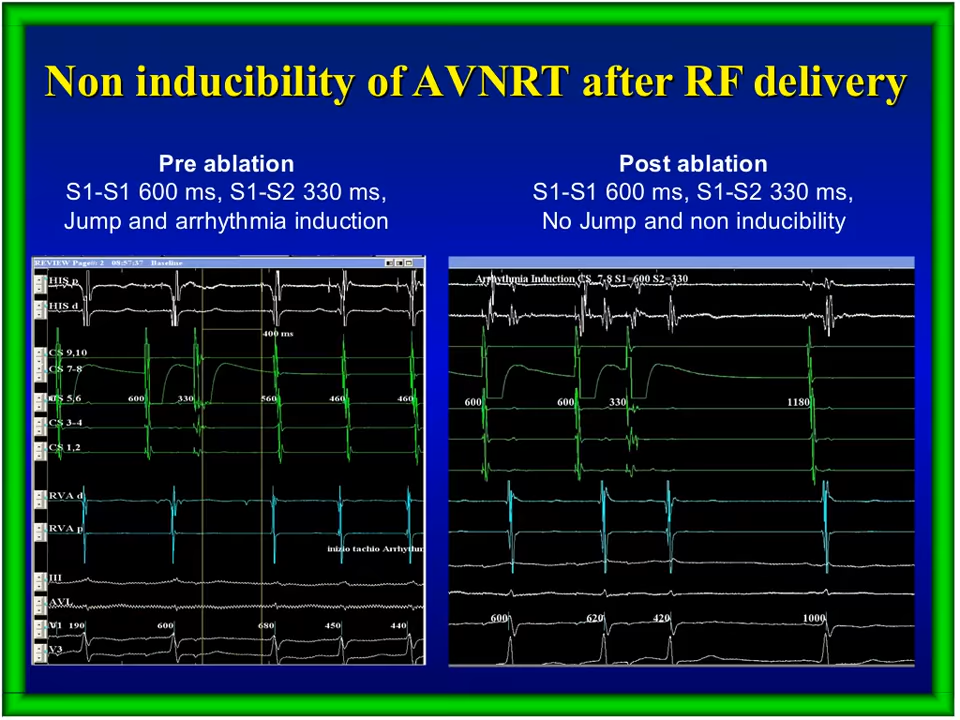 Non inducibility of AVNRT after RF delivery
Pre ablation
S1-S1 600 ms, S1-S2 330 ms,
Jump and arrhythmia induction
Post ablation
S1-S1 600 ms, S1-S2 330 ms,
No Jump and non inducibility
REVIEW Page#: 2 08:57:37 Baseline
HIS p
HIS d
400 ms
CS 9,10
CS 7-8
CS 5,6 600 330 560 460 460
CS 3-4
CS 1,2
RVA d
RVA p
inizio tachio Arrhythm
III
AVL
V1 190 600 680 450 440
V3
Arrhythmia Induction CS 7-8 S1=600 S2=330
600 600 330 1180
600 620 420 1000